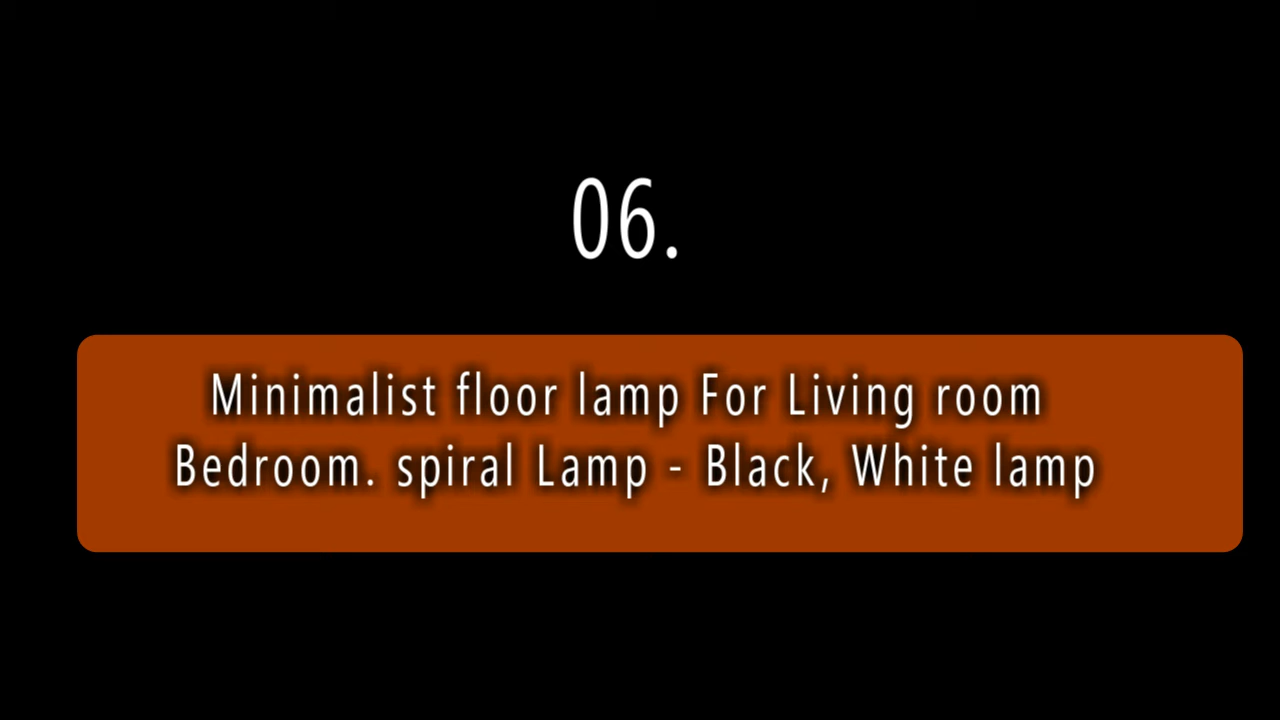 06.
Minimalist floor lamp For Living room
Bedroom. spiral Lamp - Black, White lamp